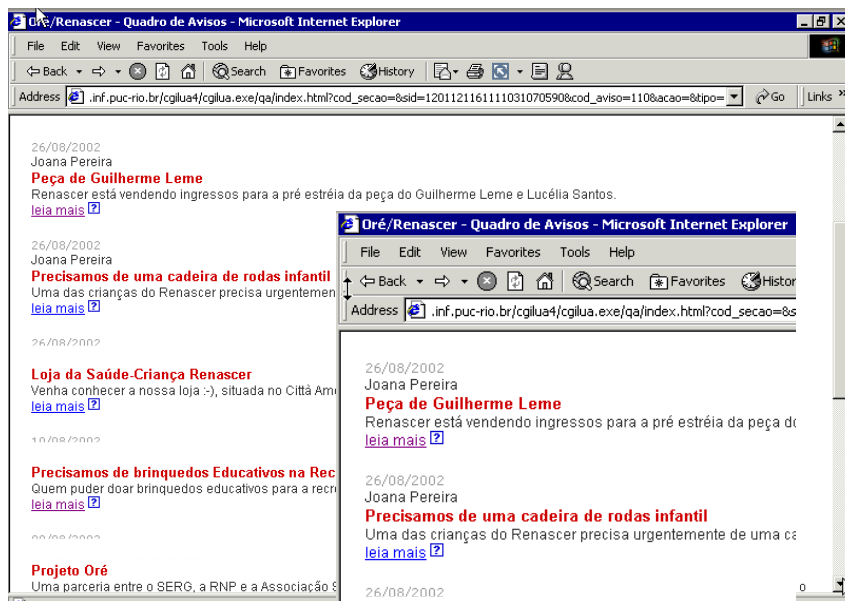 Oré/Renascer - Quadro de Avisos - Microsoft Internet Explorer
File Edit View Favorites Tools Help
Back Search Favorites History
Address .inf.puc-rio.br/cgilua4/cgilua.exe/qa/index.html?cod_secao=&sid=1201121161111031070590&cod_aviso=110&acao=&tipo= Go Links »
26/08/2002
Joana Pereira
Peça de Guilherme Leme
Renascer está vendendo ingressos para a pré estréia da peça do Guilherme Leme e Lucélia Santos.
leia mais ?
26/08/2002
Joana Pereira
Precisamos de uma cadeira de rodas infantil
Uma das crianças do Renascer precisa urgentemen
leia mais ?
26/08/2002
Loja da Saúde-Criança Renascer
Venha conhecer a nossa loja :-), situada no Città Am
leia mais ?
10/08/2002
Precisamos de brinquedos Educativos na Rec
Quem puder doar brinquedos educativos para a recr
leia mais ?
Projeto Oré
Uma parceria entre o SERG, a RNP e a Associação S
o
Oré/Renascer - Quadro de Avisos - Microsoft Internet Explorer
File Edit View Favorites Tools Help
Back Search Favorites Histor
Address .inf.puc-rio.br/cgilua4/cgilua.exe/qa/index.html?cod_secao=&s
26/08/2002
Joana Pereira
Peça de Guilherme Leme
Renascer está vendendo ingressos para a pré estréia da peça do
leia mais ?
26/08/2002
Joana Pereira
Precisamos de uma cadeira de rodas infantil
Uma das crianças do Renascer precisa urgentemente de uma ca
leia mais ?
26/08/2002